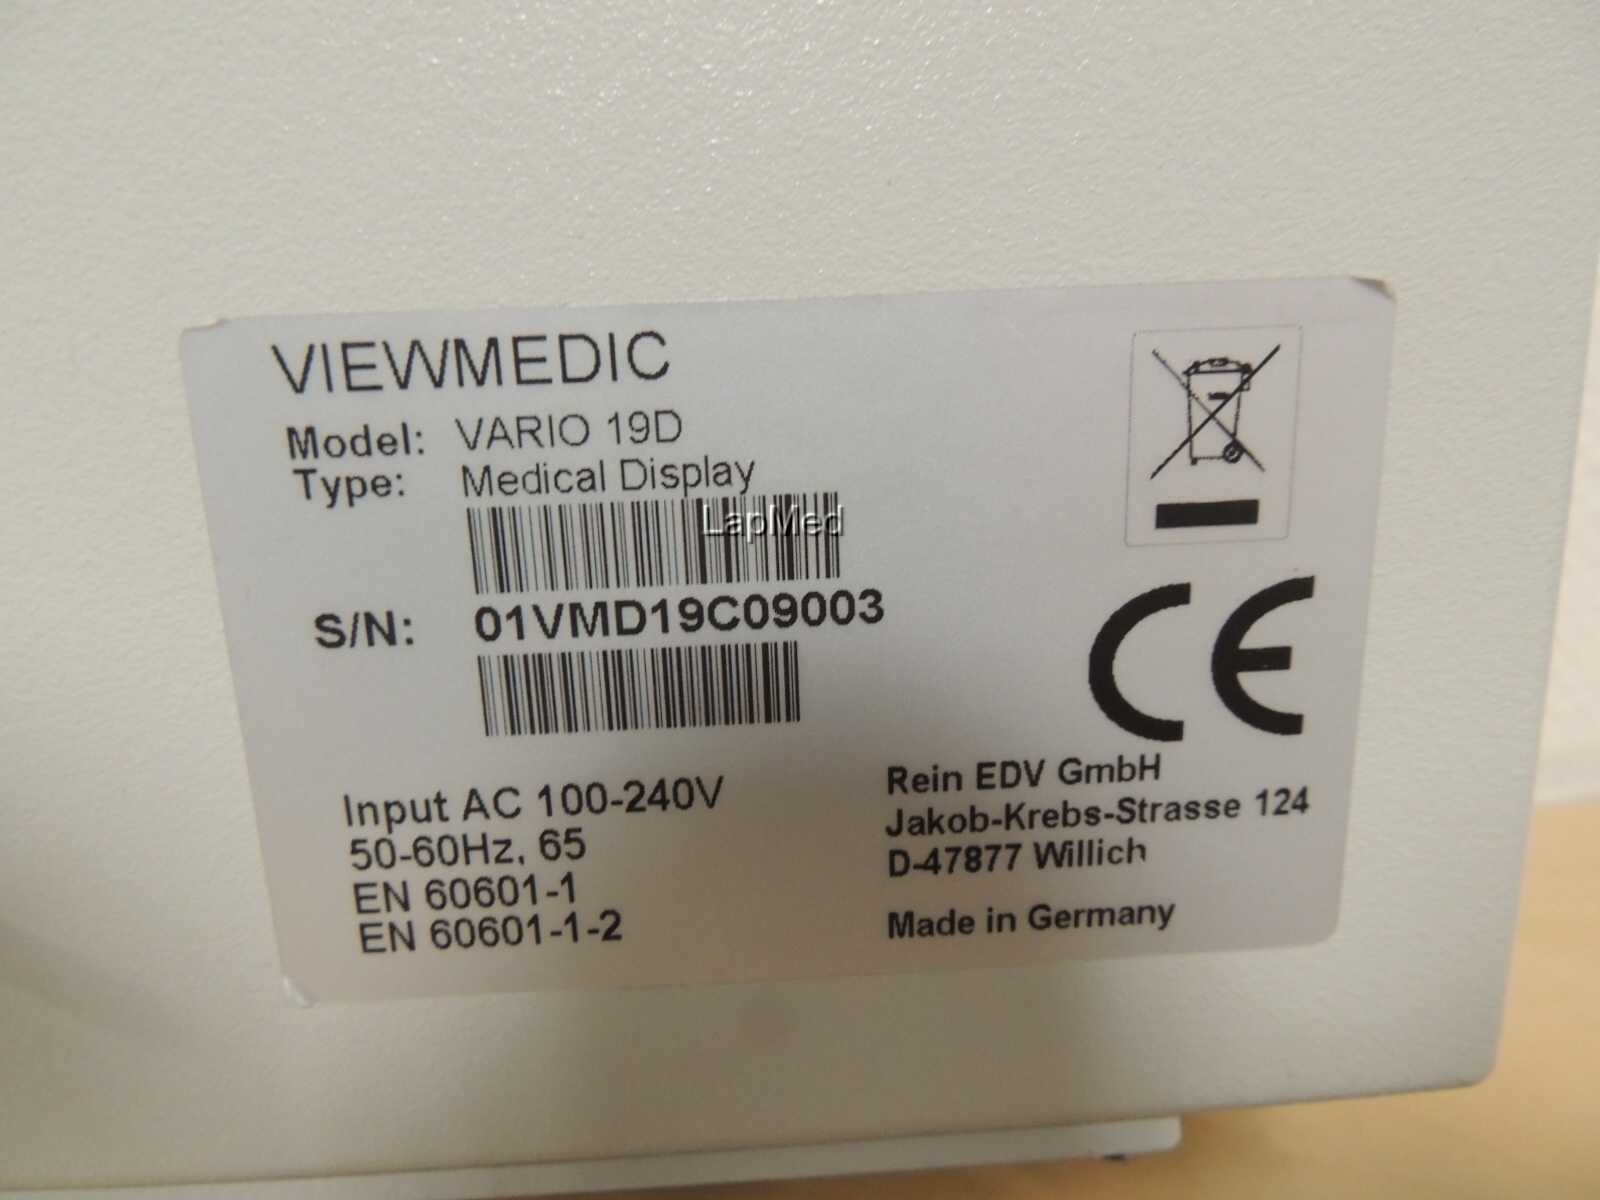 VIEWMEDIC
Model: VARIO 19D
Type: Medical Display
LapMed
S/N: 01VMD19C09003
CE
Input AC 100-240V
50-60Hz, 65
EN 60601-1
EN 60601-1-2
Rein EDV GmbH
Jakob-Krebs-Strasse 124
D-47877 Willich
Made in Germany